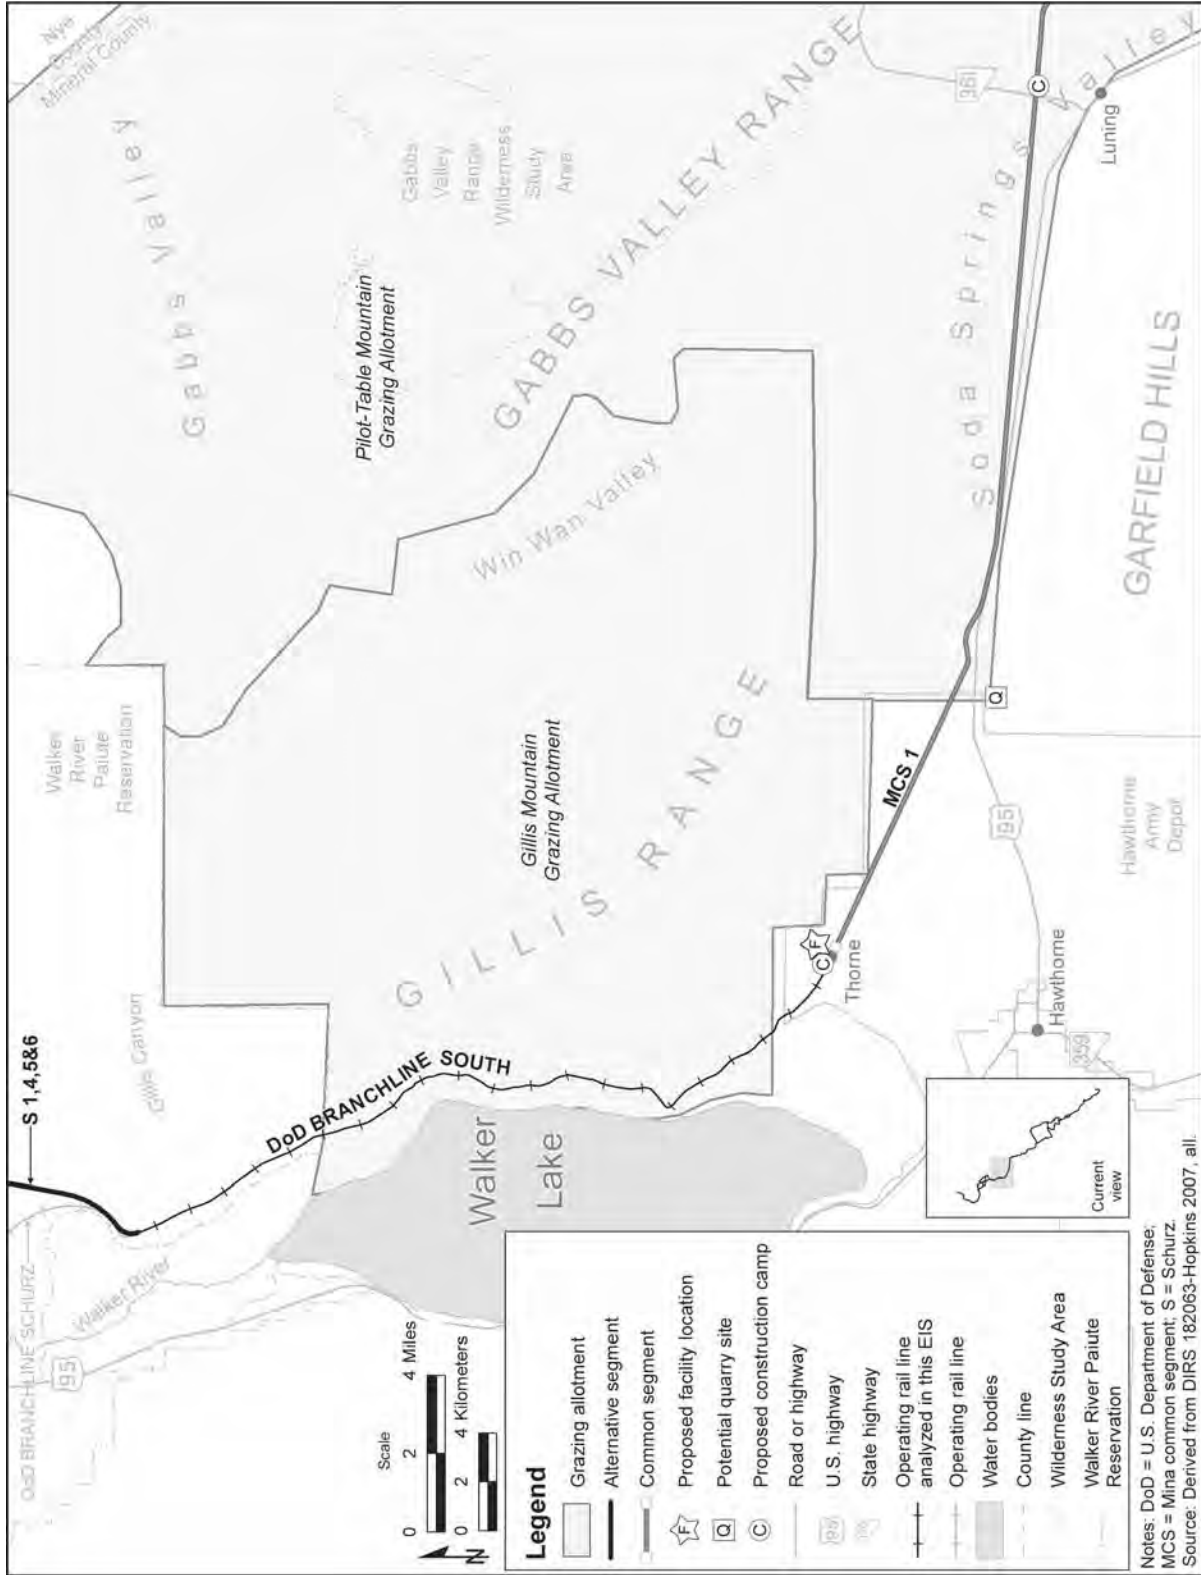 Nye
County
Mineral County
Gabbs Valley
Pilot-Table Mountain
Grazing Allotment
Gabbs
Valley
Range
Wilderness
Study
Area
GABBS VALLEY RANGE
361
Soda Springs Valley
C
Luning
Walker
River
Paiute
Reservation
Win Wan Valley
Gillis Mountain
Grazing Allotment
GILLIS RANGE
GARFIELD HILLS
Q
MCS 1
95
Hawthorne
Army
Depot
S 1,4,5&6
Gillis Canyon
DoD BRANCHLINE SOUTH
F
C
Thorne
Hawthorne
359
DoD BRANCHLINE SCHURZ
Walker River
95
Walker
Lake
Current
view
Scale
0 2 4 Miles
0 2 4 Kilometers
N
Legend
Grazing allotment
Alternative segment
Common segment
F Proposed facility location
Q Potential quarry site
C Proposed construction camp
Road or highway
95 U.S. highway
State highway
Operating rail line
analyzed in this EIS
Operating rail line
Water bodies
County line
Wilderness Study Area
Walker River Paiute
Reservation
Notes: DoD = U.S. Department of Defense;
MCS = Mina common segment; S = Schurz.
Source: Derived from DIRS 182063-Hopkins 2007, all.